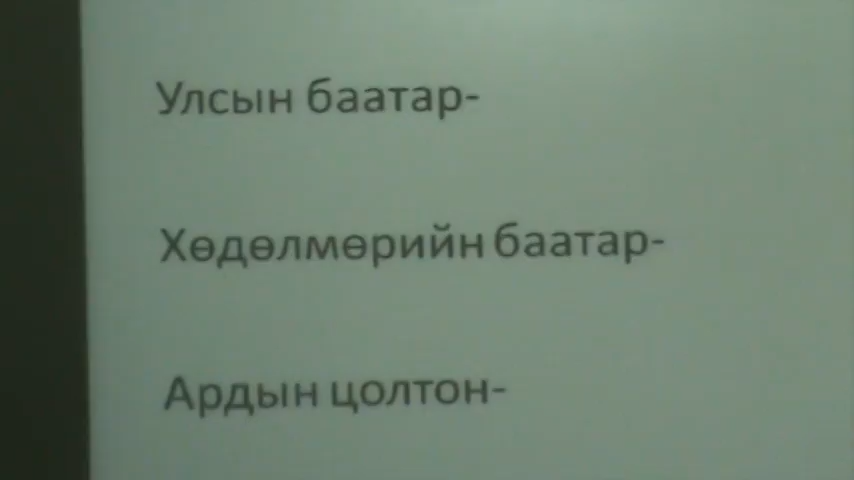 Улсын баатар-
Хөдөлмөрийн баатар-
Ардын цолтон-